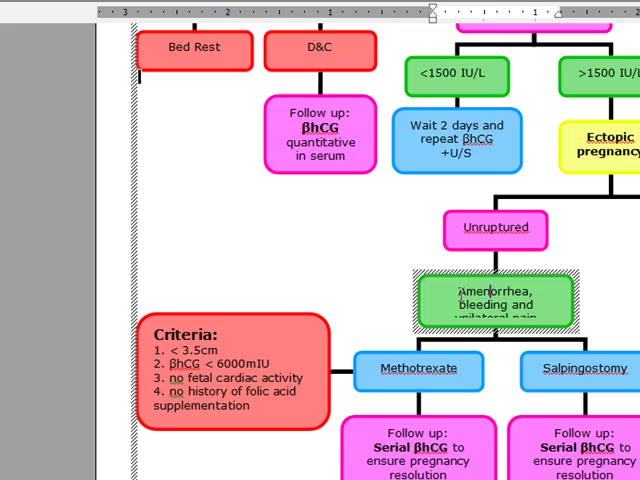 3 2 1 1 2
Bed Rest
D&C
<1500 IU/L
>1500 IU/L
Follow up:
βhCG
quantitative
in serum
Wait 2 days and
repeat βhCG
+U/S
Ectopic
pregnancy
Unruptured
Amenorrhea,
bleeding and
unilateral pain
Criteria:
1. < 3.5cm
2. βhCG < 6000mIU
3. no fetal cardiac activity
4. no history of folic acid
supplementation
Methotrexate
Salpingostomy
Follow up:
Serial βhCG to
ensure pregnancy
resolution
Follow up:
Serial βhCG to
ensure pregnancy
resolution